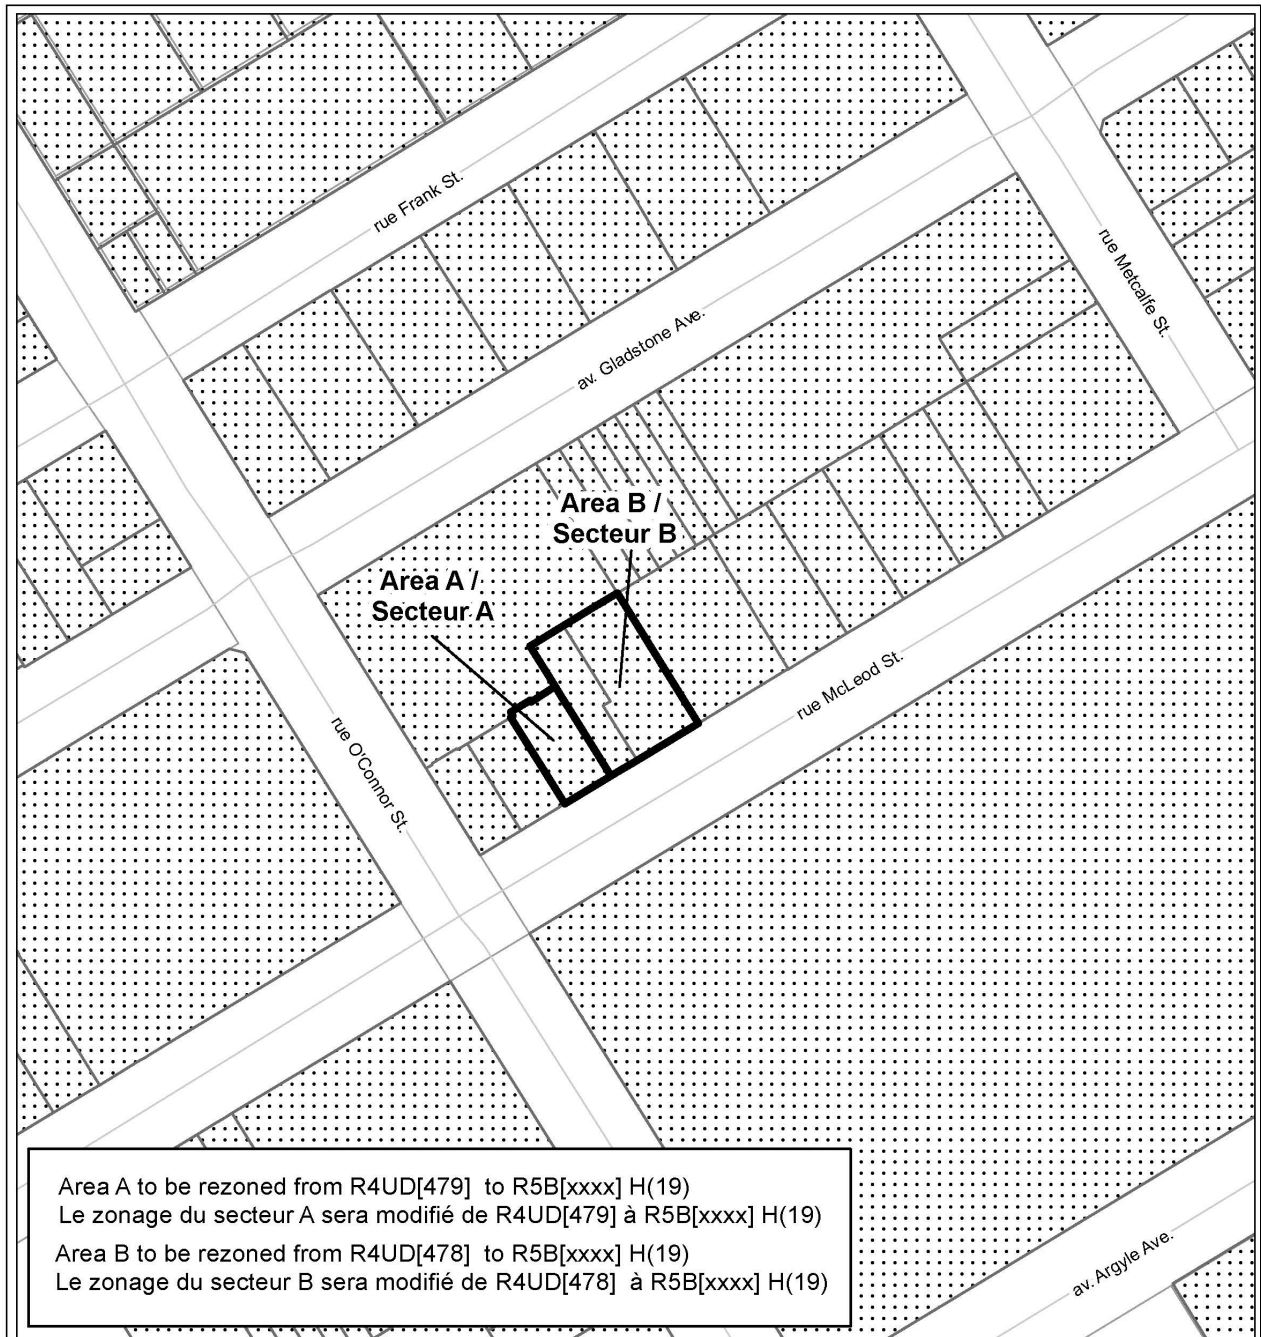 rue Frank St.
rue Metcalfe St.
av. Gladstone Ave.
Area B /
Secteur B
Area A /
Secteur A
rue McLeod St.
rue O'Connor St.
av. Argyle Ave.
Area A to be rezoned from R4UD[479] to R5B[xxxx] H(19)
Le zonage du secteur A sera modifié de R4UD[479] à R5B[xxxx] H(19)
Area B to be rezoned from R4UD[478] to R5B[xxxx] H(19)
Le zonage du secteur B sera modifié de R4UD[478] à R5B[xxxx] H(19)